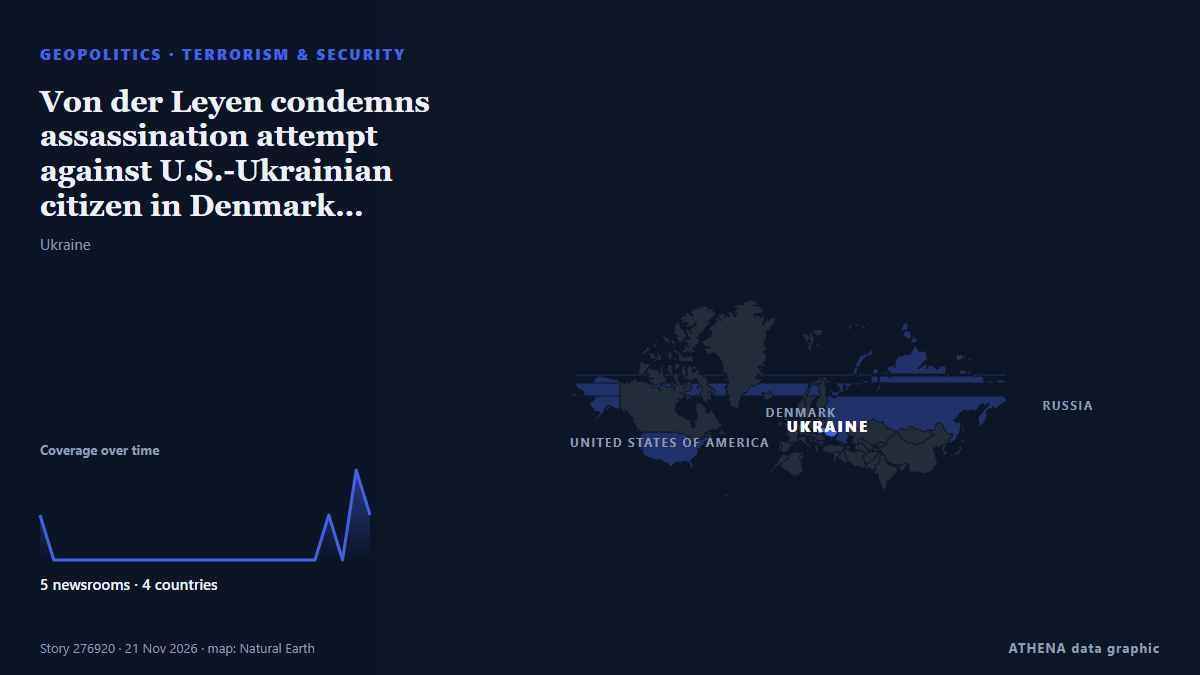 GEOPOLITICS · TERRORISM & SECURITY
Von der Leyen condemns
assassination attempt
against U.S.-Ukrainian
citizen in Denmark...
Ukraine
DENMARK
UKRAINE
RUSSIA
UNITED STATES OF AMERICA
Coverage over time
5 newsrooms · 4 countries
Story 276920 · 21 Nov 2026 · map: Natural Earth
ATHENA data graphic